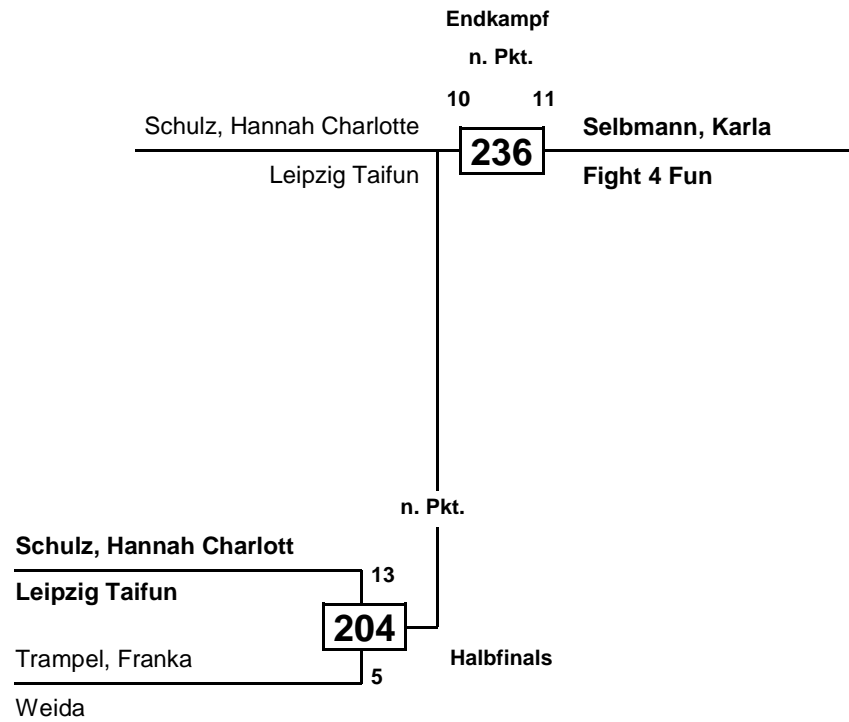 Endkampf
n. Pkt.
10 11
Schulz, Hannah Charlotte 236 Selbmann, Karla
Leipzig Taifun Fight 4 Fun
n. Pkt.
Schulz, Hannah Charlott
13
Leipzig Taifun
204
Trampel, Franka Halbfinals
5
Weida